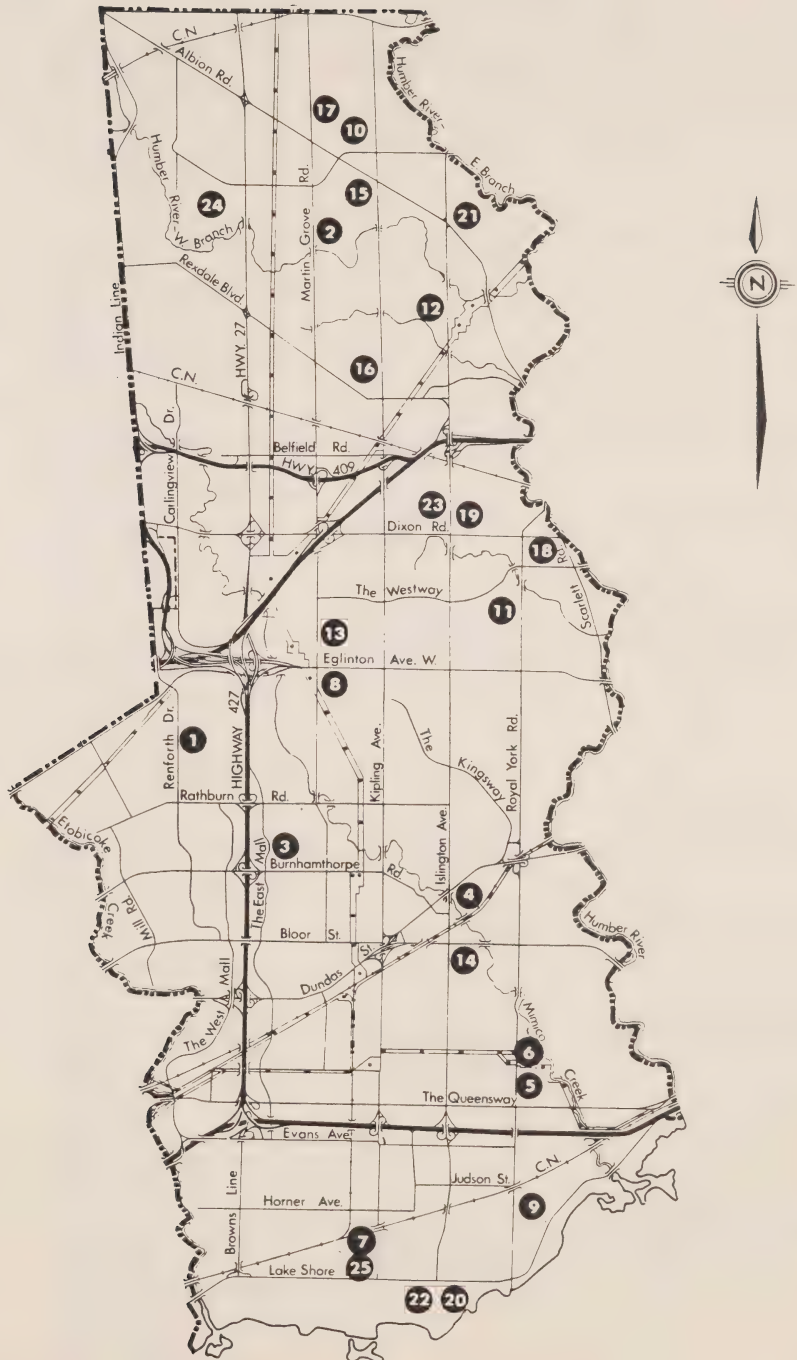 C.N
Albion Rd.
Humber River-
E Branch
17
10
Humber
River-
W. Branch
24
Rd.
15
21
2
Martin Grove
Rexdale Blvd.
Indian Line
12
HWY. 27
16
N
C.N.
Carlingview Dr.
Belfield Rd.
HWY. 409
23
19
Dixon Rd.
18
Scarlett Rd.
The Westway
11
13
Eglinton Ave. W.
8
Renforth Dr.
1
HIGHWAY 427
Kipling Ave.
The Kingsway
Royal York Rd.
Rathburn Rd.
Etobicoke
Creek
Mill Rd.
3
The East Mall
Burnhamthorpe Rd.
Islington Ave.
4
Bloor St.
Dundas St.
Humber River
14
The West Mall
Mimico
Creek
6
5
The Queensway
Evans Ave.
Judson St.
C.N.
Browns Line
Horner Ave.
9
7
Lake Shore
25
22
20